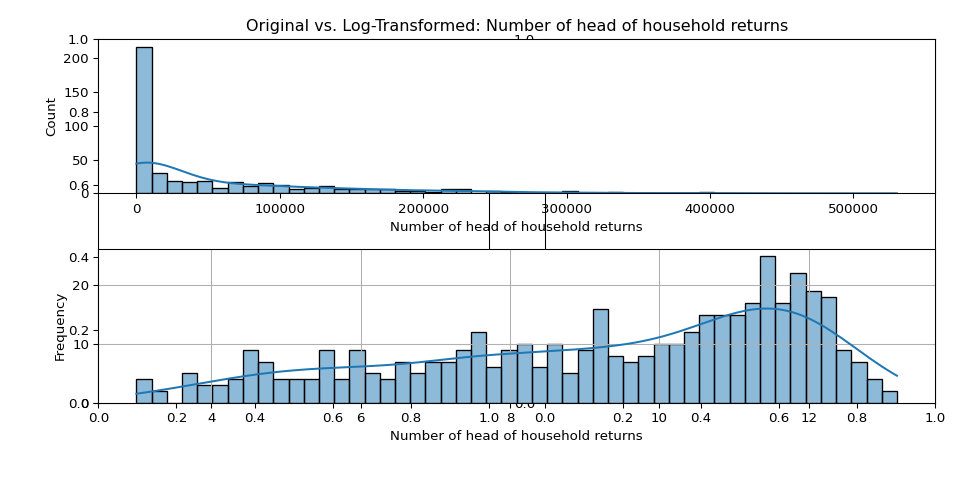 Original vs. Log-Transformed: Number of head of household returns
1.0
1.0
200
150
0.8
100
50
0.6
0
Count
0 100000 200000 300000 400000 500000
Number of head of household returns
0.4
20
0.2
10
0.0
Frequency
0.0
0.0 0.2 4 0.4 0.6 6 0.8 1.0 8 0.0 0.2 10 0.4 0.6 12 0.8 1.0
Number of head of household returns